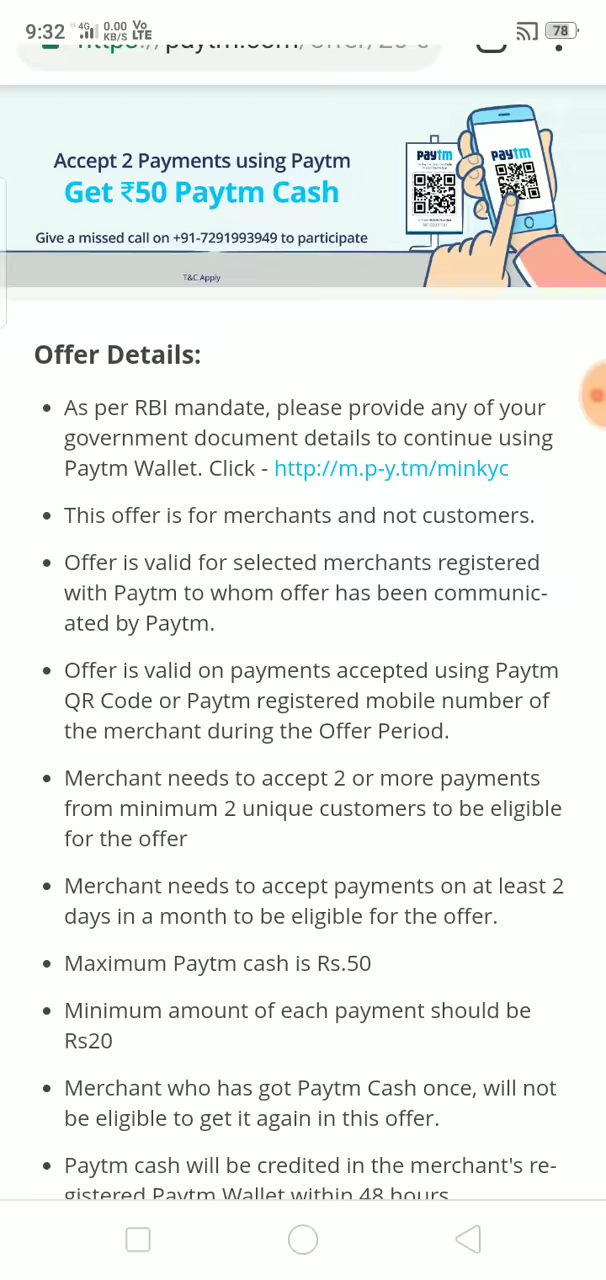 9:32 4G 0.00 KB/S Vo LTE 78
Accept 2 Payments using Paytm
Get ₹50 Paytm Cash
Give a missed call on +91-7291993949 to participate
T&C Apply
paytm
paytm
Offer Details:
• As per RBI mandate, please provide any of your
government document details to continue using
Paytm Wallet. Click - http://m.p-y.tm/minkyc
• This offer is for merchants and not customers.
• Offer is valid for selected merchants registered
with Paytm to whom offer has been communic-
ated by Paytm.
• Offer is valid on payments accepted using Paytm
QR Code or Paytm registered mobile number of
the merchant during the Offer Period.
• Merchant needs to accept 2 or more payments
from minimum 2 unique customers to be eligible
for the offer
• Merchant needs to accept payments on at least 2
days in a month to be eligible for the offer.
• Maximum Paytm cash is Rs.50
• Minimum amount of each payment should be
Rs20
• Merchant who has got Paytm Cash once, will not
be eligible to get it again in this offer.
• Paytm cash will be credited in the merchant's re-
gistered Paytm Wallet within 48 hours